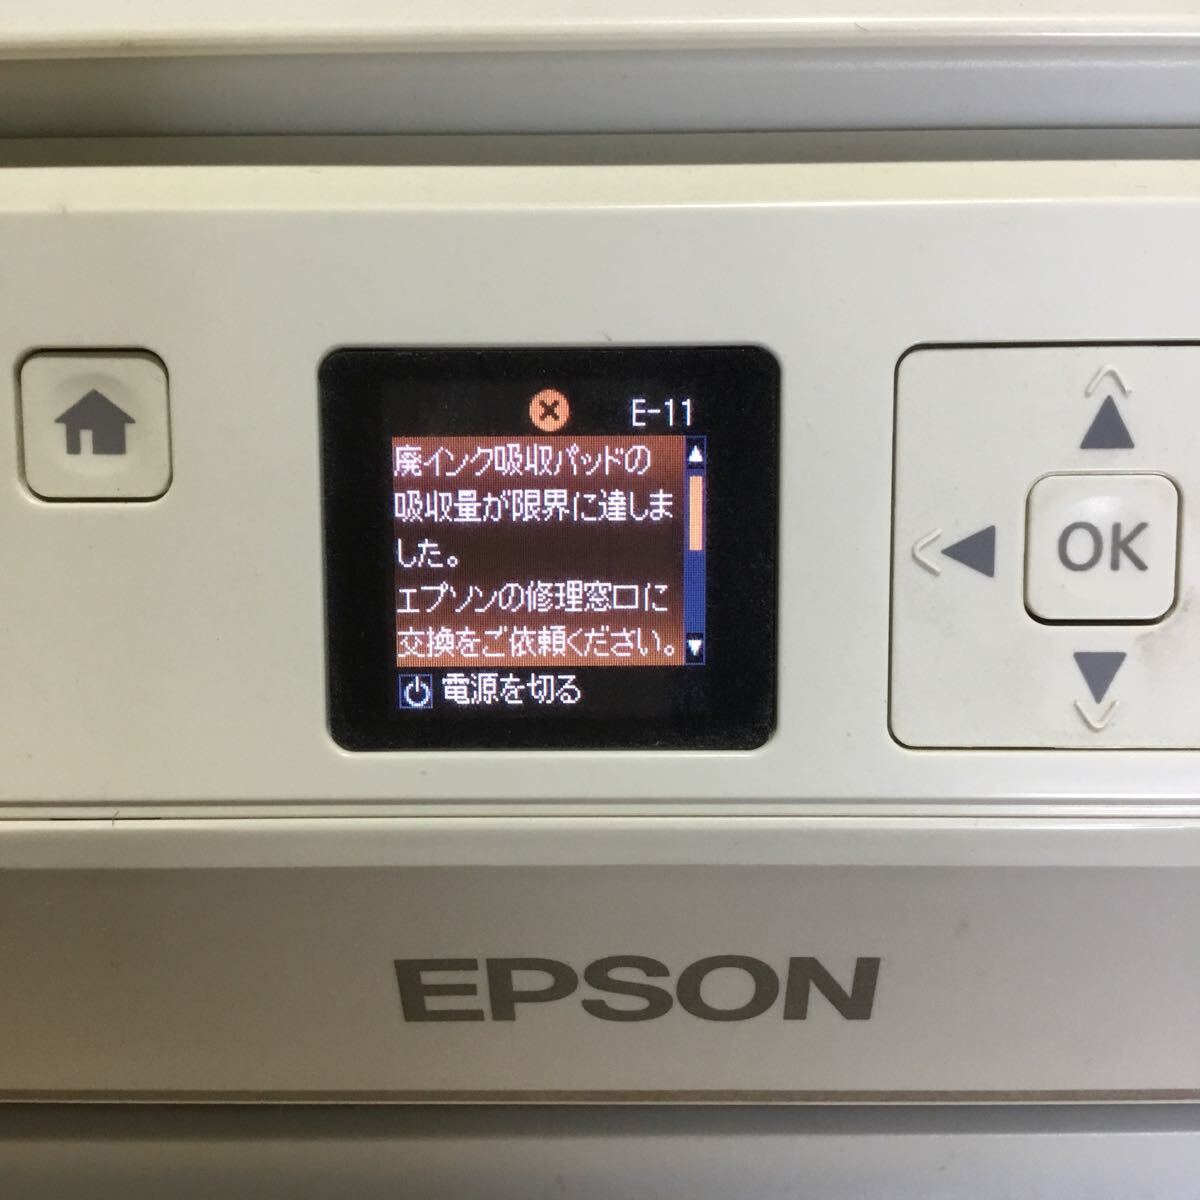 E-11
廃インク吸収パッドの
吸収量が限界に達しま
した。
エプソンの修理窓口に
交換をご依頼ください。
電源を切る
OK
EPSON